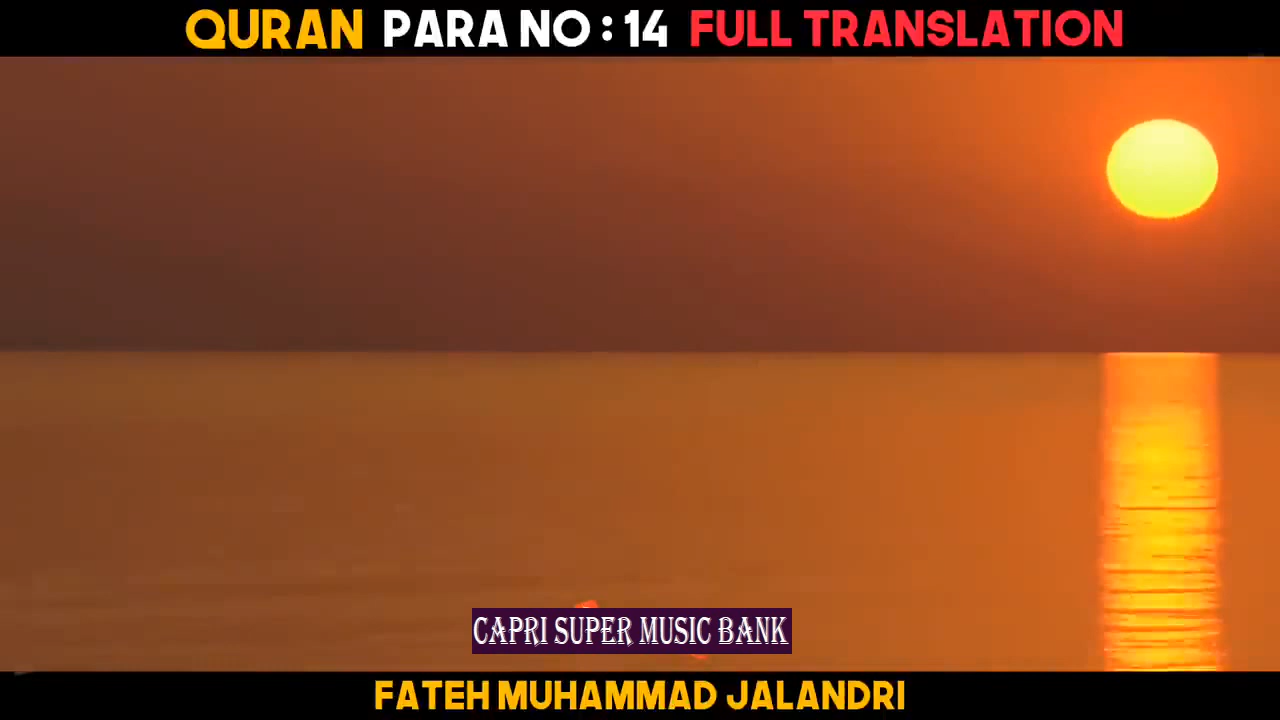 QURAN PARA NO : 14 FULL TRANSLATION
CAPRI SUPER MUSIC BANK
FATEH MUHAMMAD JALANDRI